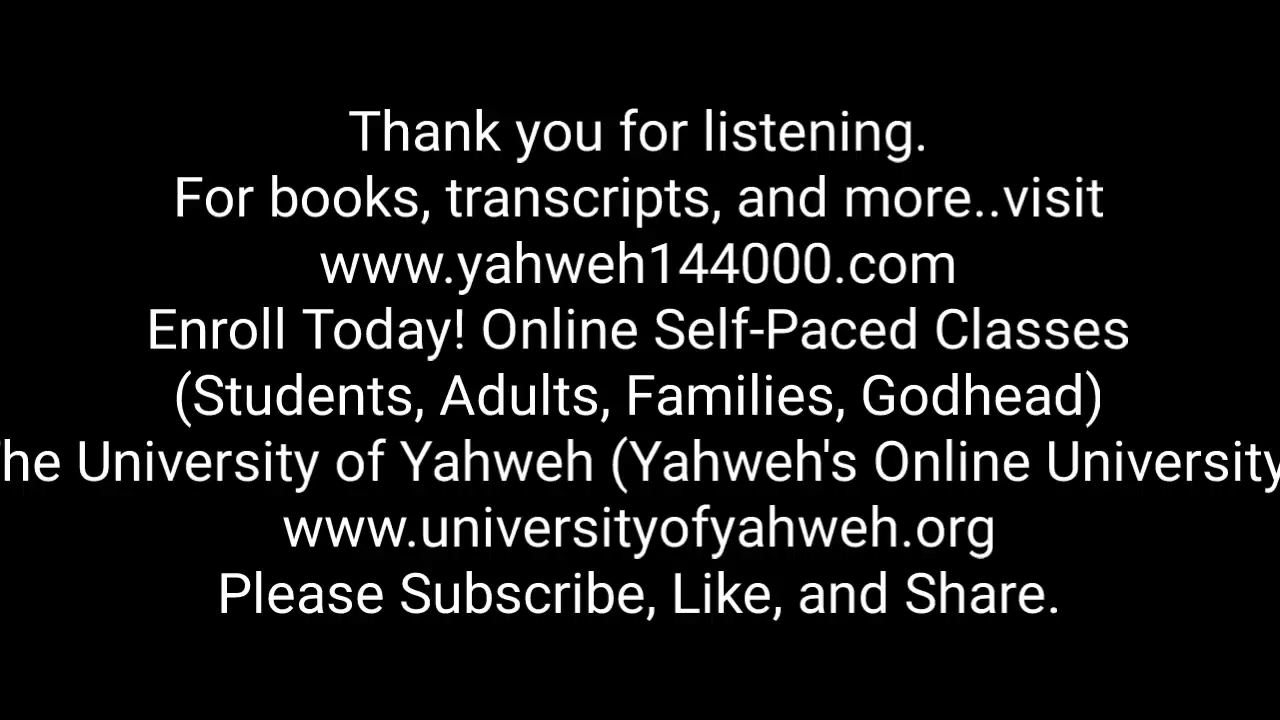 Thank you for listening.
For books, transcripts, and more..visit
www.yahweh144000.com
Enroll Today! Online Self-Paced Classes
(Students, Adults, Families, Godhead)
he University of Yahweh (Yahweh's Online University
www.universityofyahweh.org
Please Subscribe, Like, and Share.